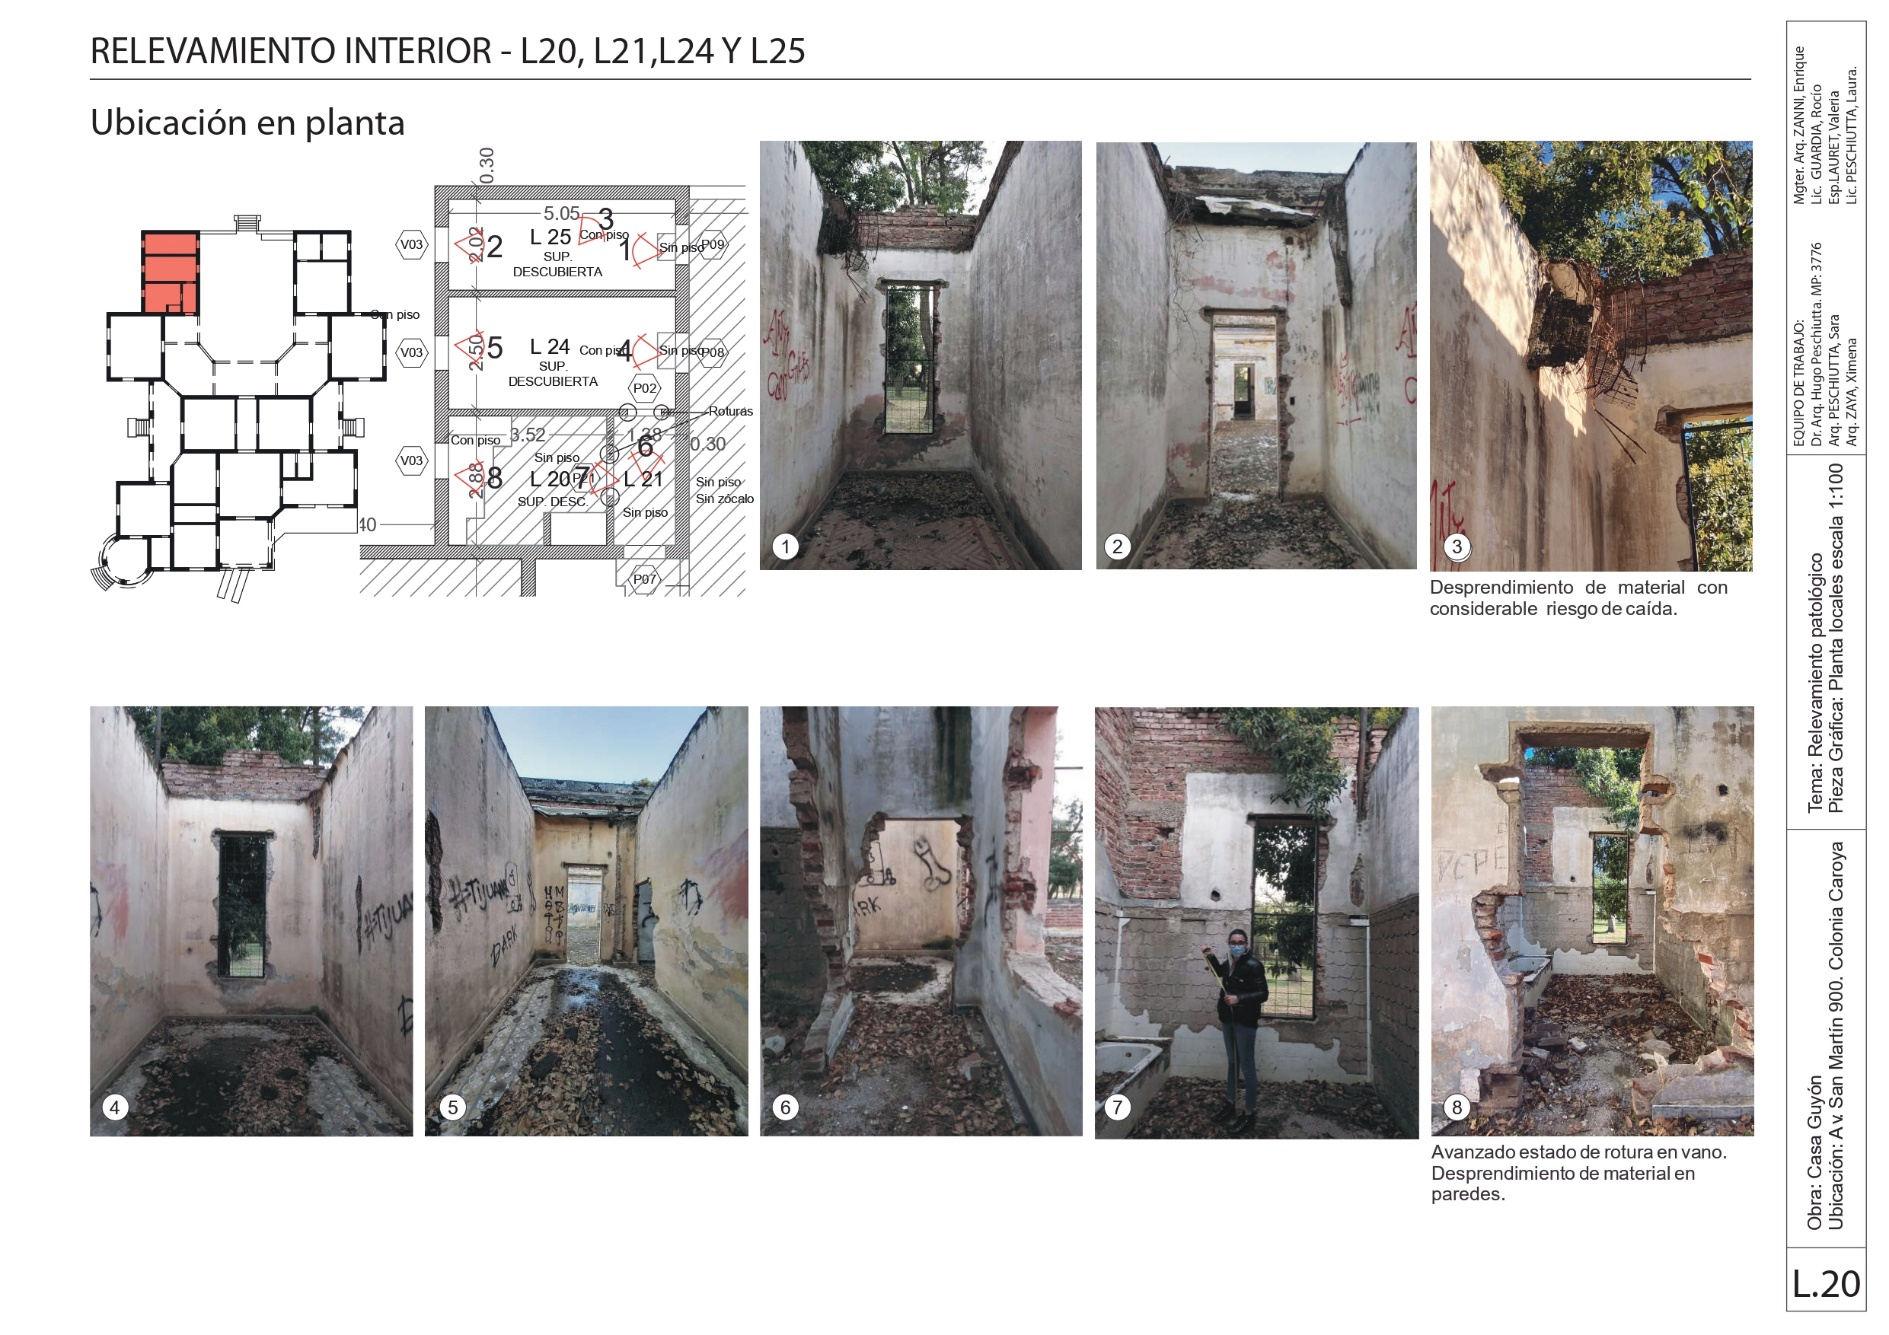 RELEVAMIENTO INTERIOR - L20, L21,L24 Y L25
Ubicación en planta
0.30
5.05
3
V03
2.02
2
L 25
Con piso
1
Sin piso
P09
SUP.
DESCUBIERTA
San piso
V03
2.50
5
L 24
Con piso
4
Sin piso
P08
SUP.
DESCUBIERTA
P02
Roturas
Con piso
3.52
1.38
0.30
6
V03
Sin piso
2.88
8
L 20
7
L 21
Sin piso
SUP. DESC.
Sin zócalo
Sin piso
40
P07
1
2
3
Desprendimiento de material con
considerable riesgo de caída.
ANTY
#TIJUANA
DARK
ARK
4
5
6
7
8
Avanzado estado de rotura en vano.
Desprendimiento de material en
paredes.
Mgter. Arq. ZANNI, Enrique
Lic. GUARDIA, Rocío
Esp.LAURET, Valeria
Lic. PESCHIUTTA, Laura.
EQUIPO DE TRABAJO:
Dr. Arq. Hugo Peschiutta. MP: 3776
Arq. PESCHIUTTA, Sara
Arq. ZAYA, Ximena
Tema: Relevamiento patológico
Pieza Gráfica: Planta locales escala 1:100
Obra: Casa Guyón
Ubicación: Av. San Martín 900. Colonia Caroya
L.20